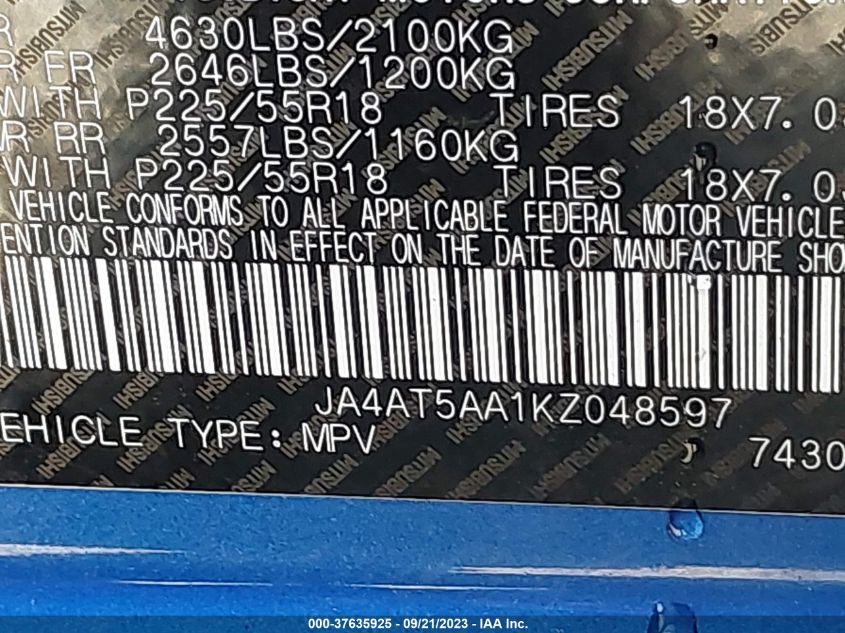 4630LBS/2100KG
FR 2646LBS/1200KG
WITH P225/55R18 TIRES 18X7.0
RR 2557LBS/1160KG
WITH P225/55R18 TIRES 18X7.0
VEHICLE CONFORMS TO ALL APPLICABLE FEDERAL MOTOR VEHICLE
ENTION STANDARDS IN EFFECT ON THE DATE OF MANUFACTURE SHO
JA4AT5AA1KZ048597
EHICLE TYPE: MPV 7430
000-37635925 - 09/21/2023 - IAA Inc.